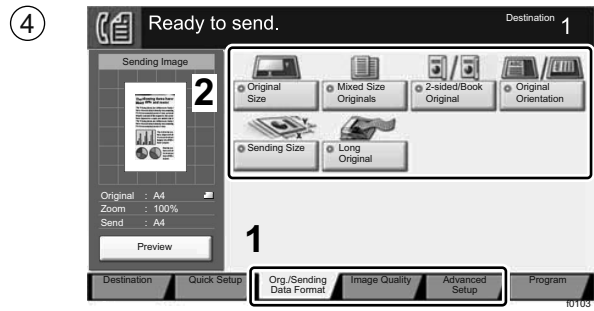 4
Ready to send.
Destination 1
Sending Image
2
Original Size
Mixed Size Originals
2-sided/Book Original
Original Orientation
Sending Size
Long Original
Original : A4
Zoom : 100%
Send : A4
Preview
1
Destination
Quick Setup
Org./Sending Data Format
Image Quality
Advanced Setup
Program
f0103